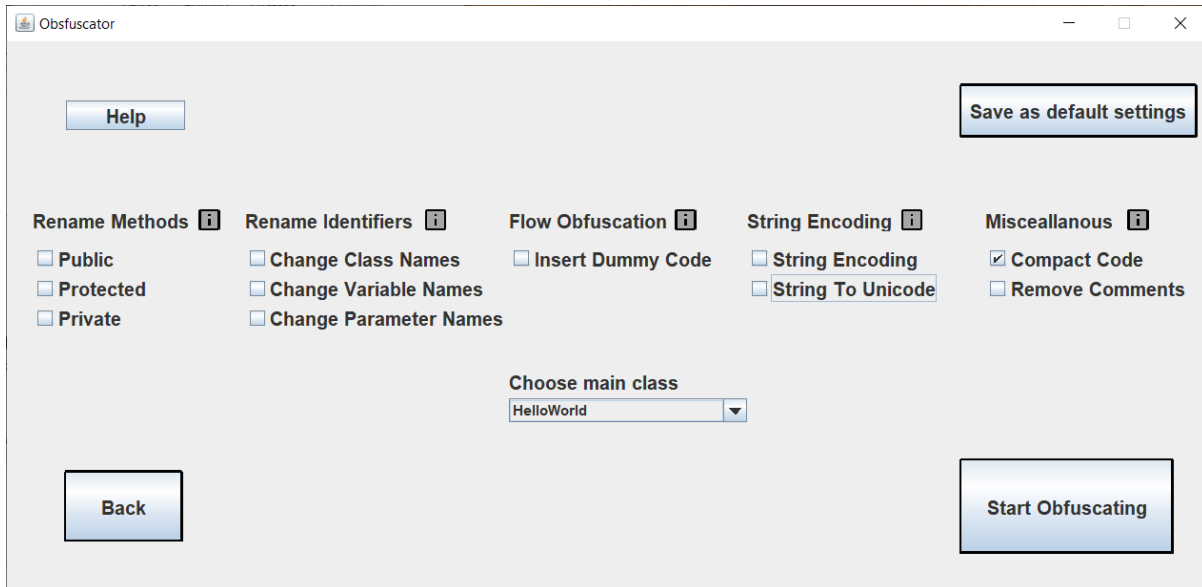 Obsfuscator
Help
Save as default settings
Rename Methods i
Public
Protected
Private
Rename Identifiers i
Change Class Names
Change Variable Names
Change Parameter Names
Flow Obfuscation i
Insert Dummy Code
String Encoding i
String Encoding
String To Unicode
Misceallanous i
Compact Code
Remove Comments
Choose main class
HelloWorld
Back
Start Obfuscating